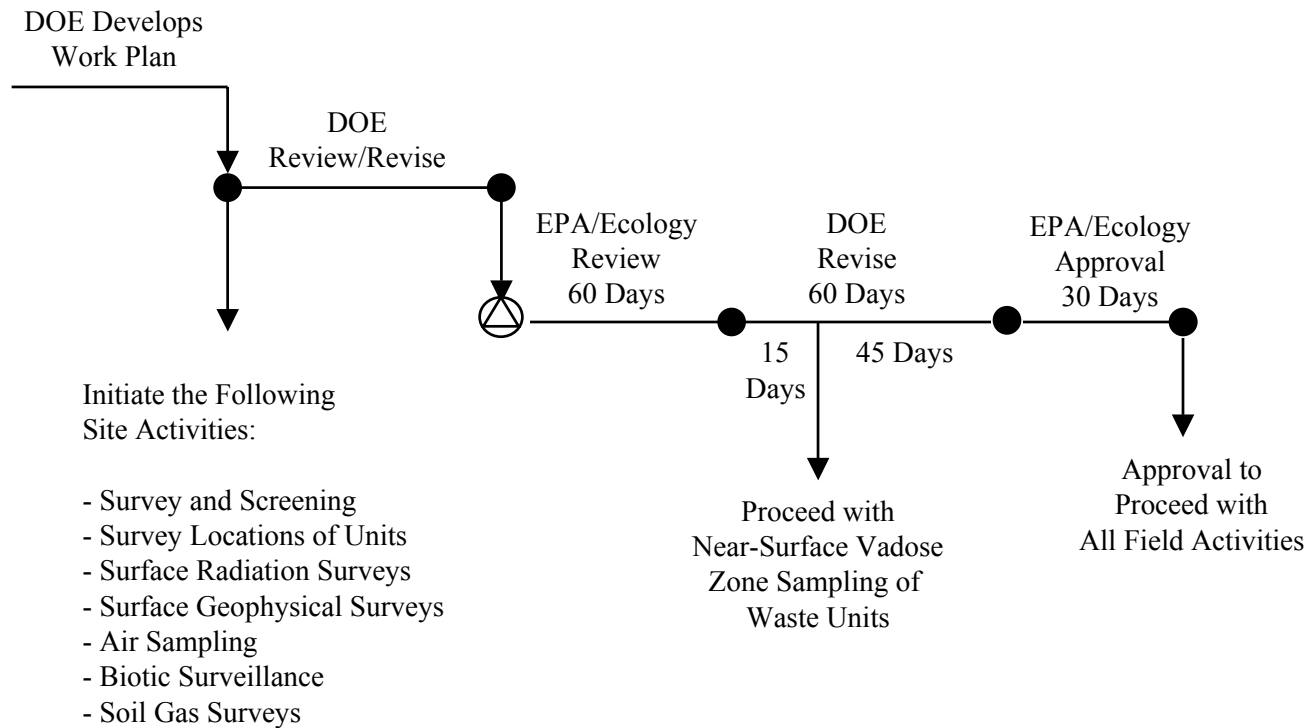 DOE Develops
Work Plan
DOE
Review/Revise
EPA/Ecology
Review
60 Days
DOE
Revise
60 Days
EPA/Ecology
Approval
30 Days
15
Days
45 Days
Initiate the Following
Site Activities:
- Survey and Screening
- Survey Locations of Units
- Surface Radiation Surveys
- Surface Geophysical Surveys
- Air Sampling
- Biotic Surveillance
- Soil Gas Surveys
Proceed with
Near-Surface Vadose
Zone Sampling of
Waste Units
Approval to
Proceed with
All Field Activities